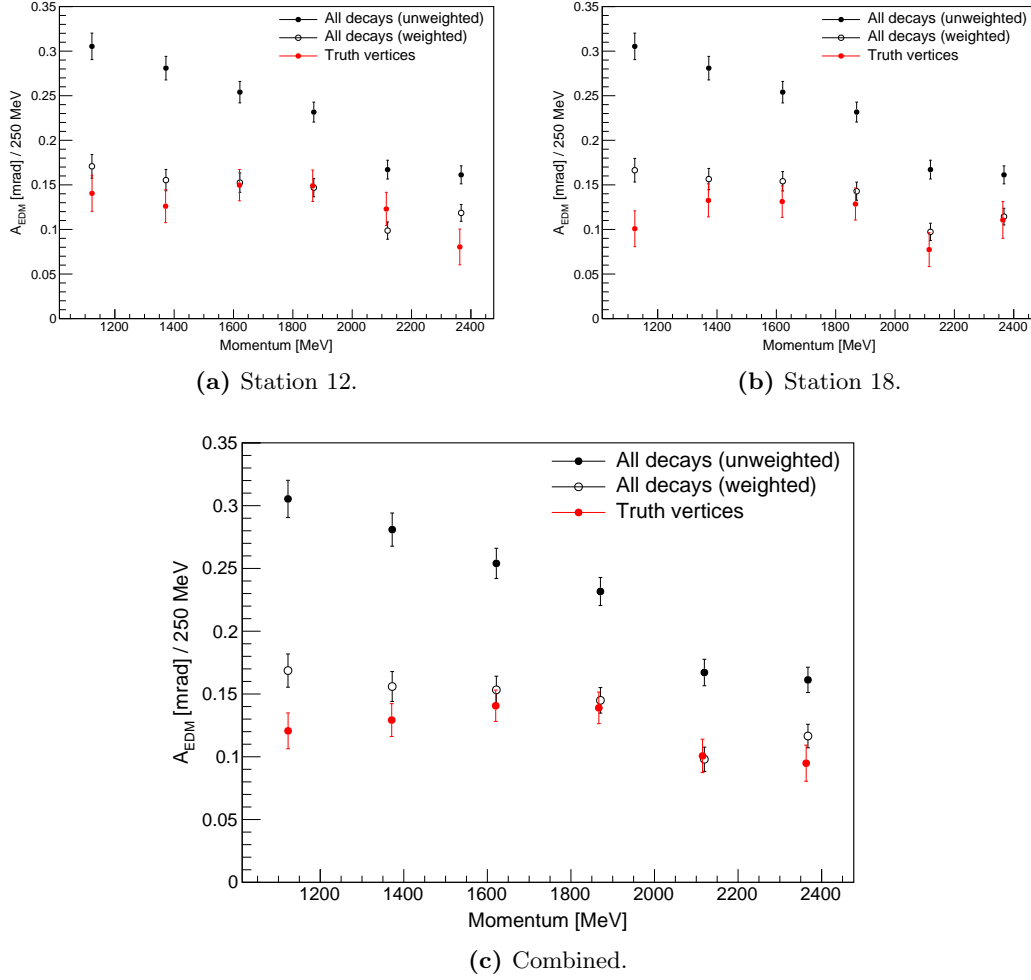 All decays (unweighted)
All decays (weighted)
Truth vertices
A_EDM [mrad] / 250 MeV
0.35
0.3
0.25
0.2
0.15
0.1
0.05
0
1200 1400 1600 1800 2000 2200 2400
Momentum [MeV]
(a) Station 12.
All decays (unweighted)
All decays (weighted)
Truth vertices
A_EDM [mrad] / 250 MeV
0.35
0.3
0.25
0.2
0.15
0.1
0.05
0
1200 1400 1600 1800 2000 2200 2400
Momentum [MeV]
(b) Station 18.
All decays (unweighted)
All decays (weighted)
Truth vertices
A_EDM [mrad] / 250 MeV
0.35
0.3
0.25
0.2
0.15
0.1
0.05
0
1200 1400 1600 1800 2000 2200 2400
Momentum [MeV]
(c) Combined.